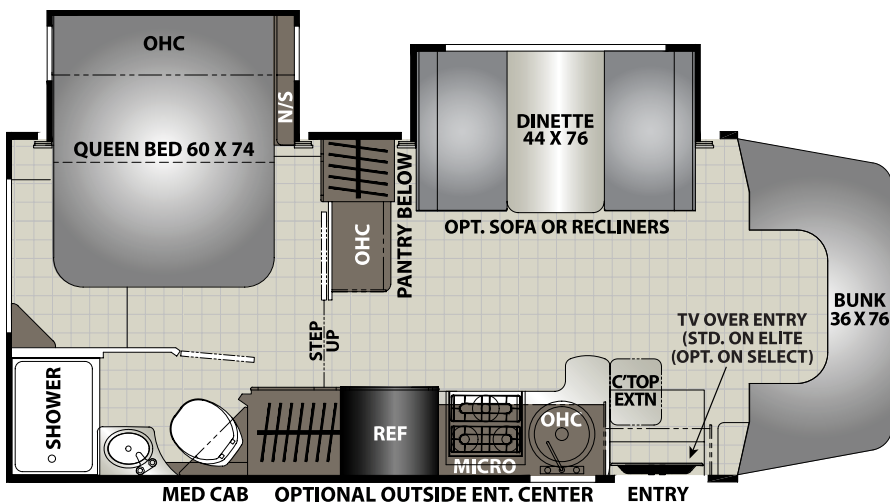 OHC
N/S
QUEEN BED 60 X 74
DINETTE
44 X 76
OPT. SOFA OR RECLINERS
PANTRY BELOW
OHC
STEP
UP
BUNK
36 X 76
TV OVER ENTRY
(STD. ON ELITE
(OPT. ON SELECT)
C'TOP
EXTN
SHOWER
REF
OHC
MICRO
MED CAB
OPTIONAL OUTSIDE ENT. CENTER
ENTRY